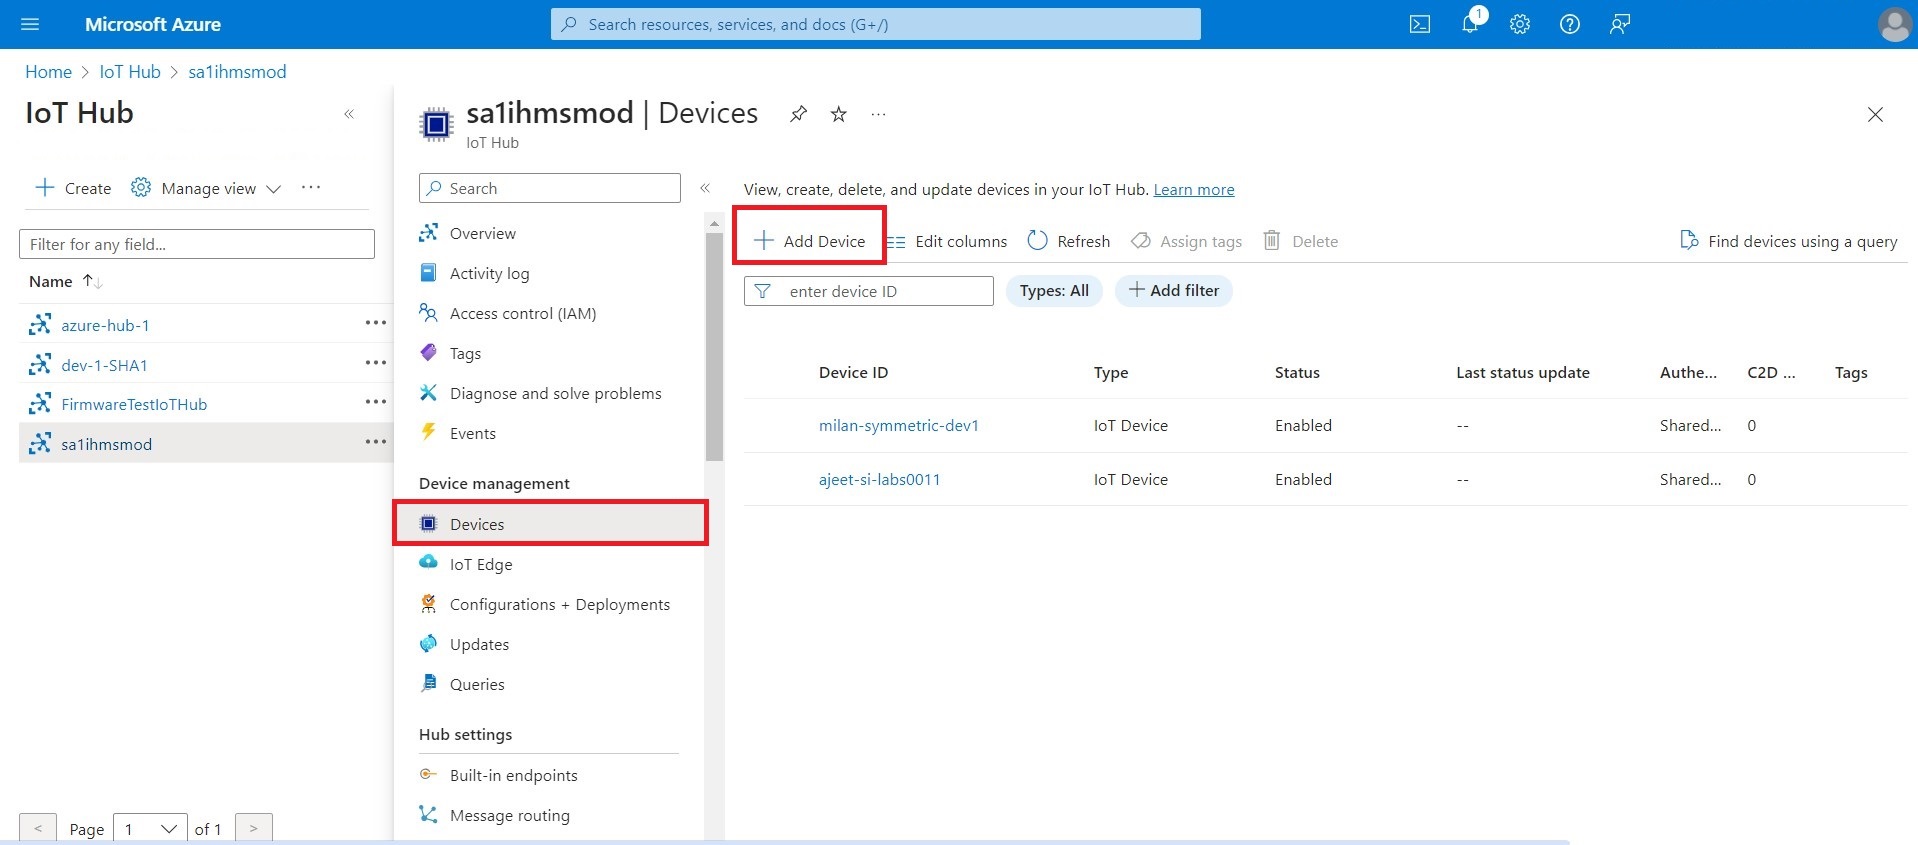 Microsoft Azure
Search resources, services, and docs (G+/)
1
Home > IoT Hub > sa1ihmsmod
IoT Hub
«
+ Create
Manage view
...
Filter for any field...
Name ↑↓
azure-hub-1 ...
dev-1-SHA1 ...
FirmwareTestIoTHub ...
sa1ihmsmod ...
< Page 1 of 1 >
sa1ihmsmod | Devices ...
IoT Hub
Search
«
Overview
Activity log
Access control (IAM)
Tags
Diagnose and solve problems
Events
Device management
Devices
IoT Edge
Configurations + Deployments
Updates
Queries
Hub settings
Built-in endpoints
Message routing
View, create, delete, and update devices in your IoT Hub. Learn more
+ Add Device Edit columns Refresh Assign tags Delete Find devices using a query
enter device ID Types: All + Add filter
Device ID Type Status Last status update Authe... C2D ... Tags
milan-symmetric-dev1 IoT Device Enabled -- Shared... 0
ajeet-si-labs0011 IoT Device Enabled -- Shared... 0